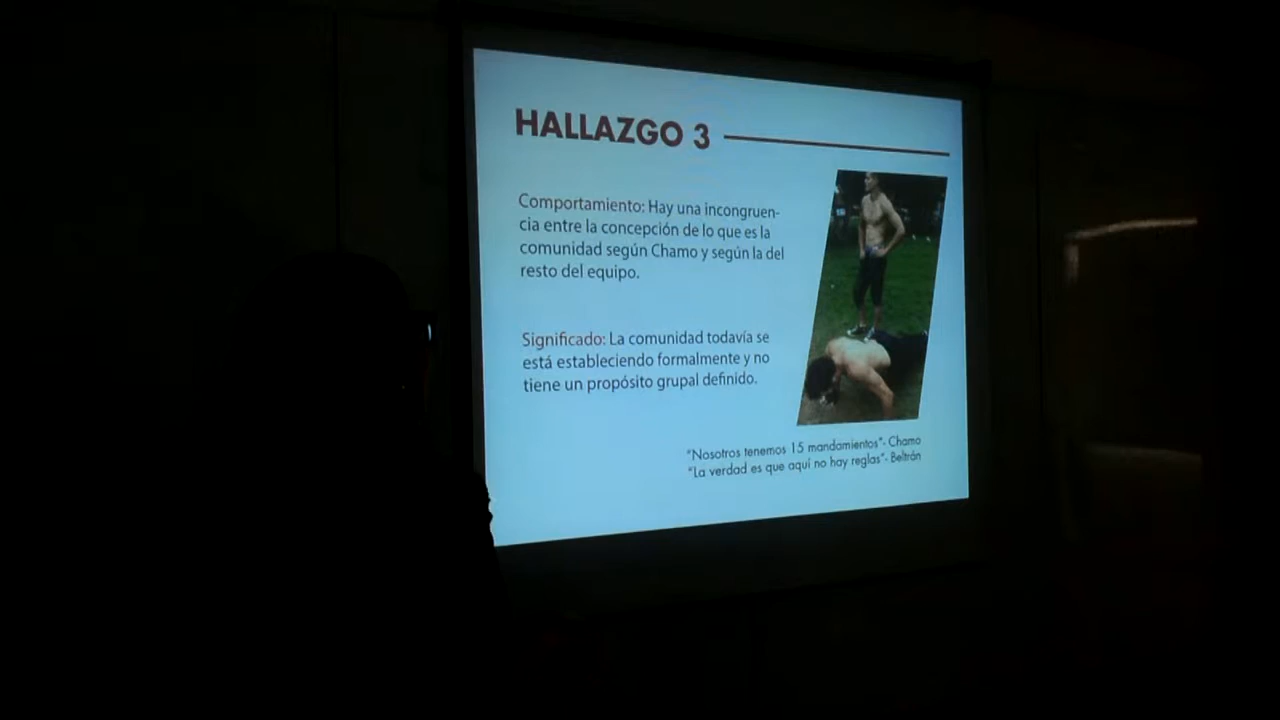 HALLAZGO 3
Comportamiento: Hay una incongruen-
cia entre la concepción de lo que es la
comunidad según Chamo y según la del
resto del equipo.
Significado: La comunidad todavía se
está estableciendo formalmente y no
tiene un propósito grupal definido.
"Nosotros tenemos 15 mandamientos"- Chamo
"La verdad es que aquí no hay reglas"- Beltrán